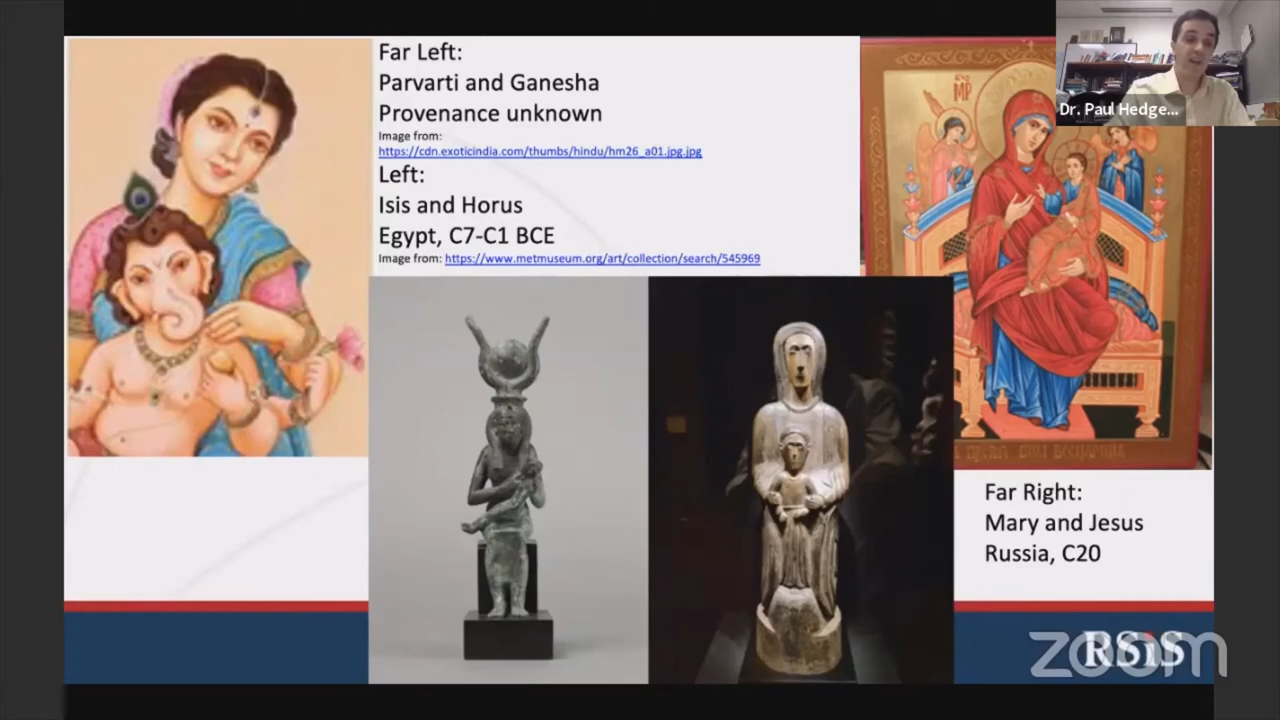 Far Left:
Parvarti and Ganesha
Provenance unknown
Image from:
https://cdn.exoticindia.com/thumbs/hindu/hm26_a01.jpg.jpg
Left:
Isis and Horus
Egypt, C7-C1 BCE
Image from: https://www.metmuseum.org/art/collection/search/545969
Dr. Paul Hedge...
МР
Far Right:
Mary and Jesus
Russia, C20
RSiS
zoom